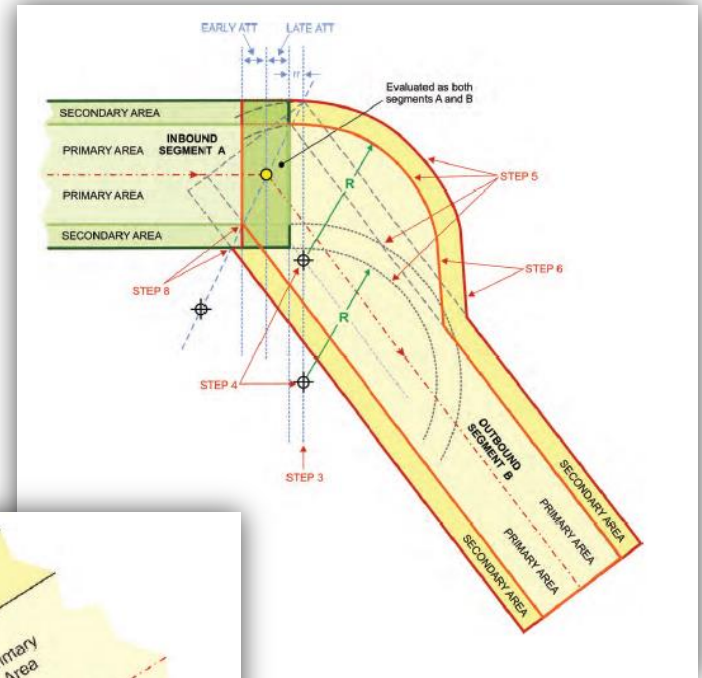 EARLY ATT
LATE ATT
rr
Evaluated as both
segments A and B
SECONDARY AREA
PRIMARY AREA
INBOUND
SEGMENT A
PRIMARY AREA
SECONDARY AREA
STEP 5
R
STEP 6
STEP 8
R
STEP 4
STEP 3
OUTBOUND
SEGMENT B
SECONDARY AREA
PRIMARY AREA
PRIMARY AREA
SECONDARY AREA
Area